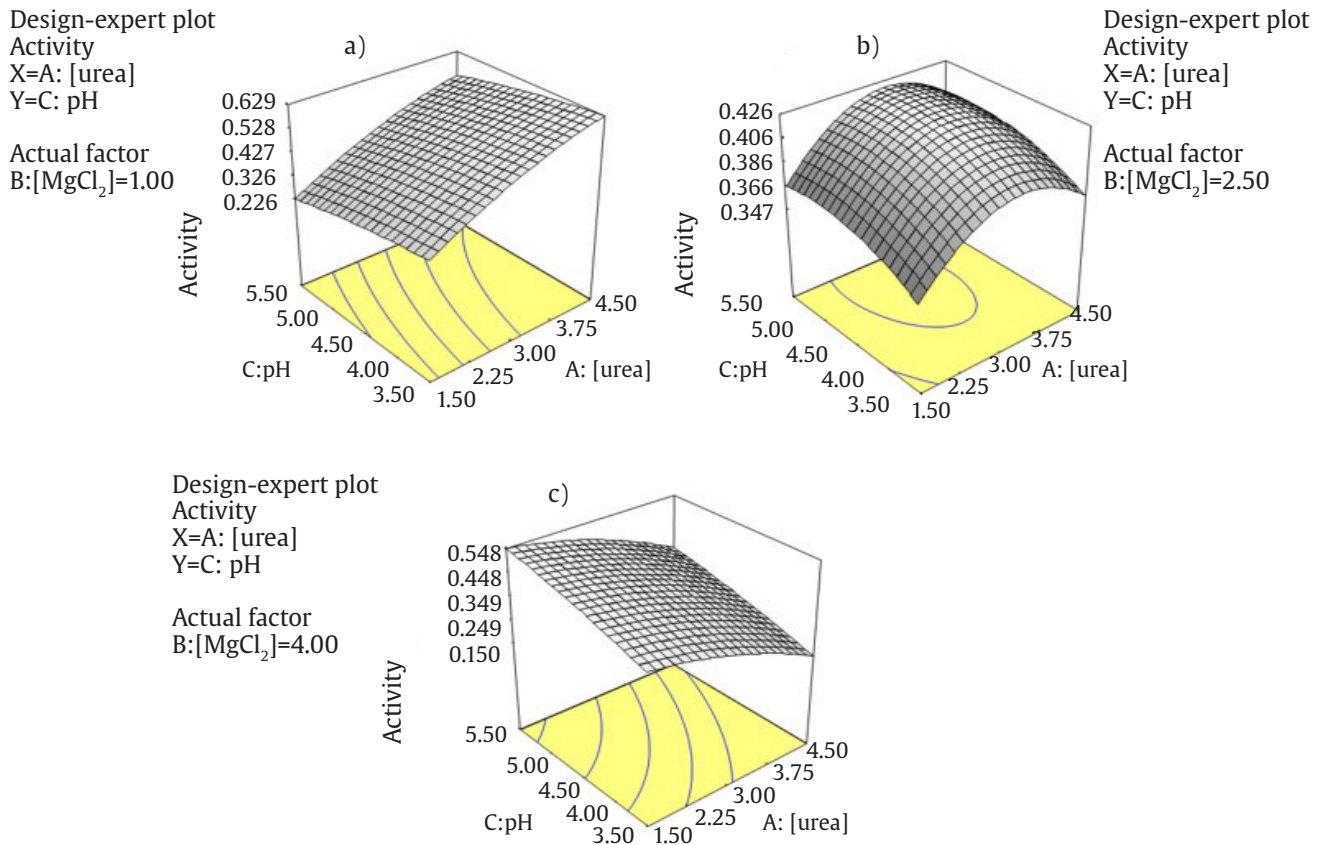 Design-expert plot
Activity
X=A: [urea]
Y=C: pH
Actual factor
B:[MgCl2]=1.00
a)
0.629
0.528
0.427
0.326
0.226
Activity
5.50
5.00
4.50
4.00
3.50
C:pH
1.50
2.25
3.00
3.75
4.50
A: [urea]
b)
0.426
0.406
0.386
0.366
0.347
Activity
5.50
5.00
4.50
4.00
3.50
C:pH
1.50
2.25
3.00
3.75
4.50
A: [urea]
Design-expert plot
Activity
X=A: [urea]
Y=C: pH
Actual factor
B:[MgCl2]=2.50
Design-expert plot
Activity
X=A: [urea]
Y=C: pH
Actual factor
B:[MgCl2]=4.00
c)
0.548
0.448
0.349
0.249
0.150
Activity
5.50
5.00
4.50
4.00
3.50
C:pH
1.50
2.25
3.00
3.75
4.50
A: [urea]